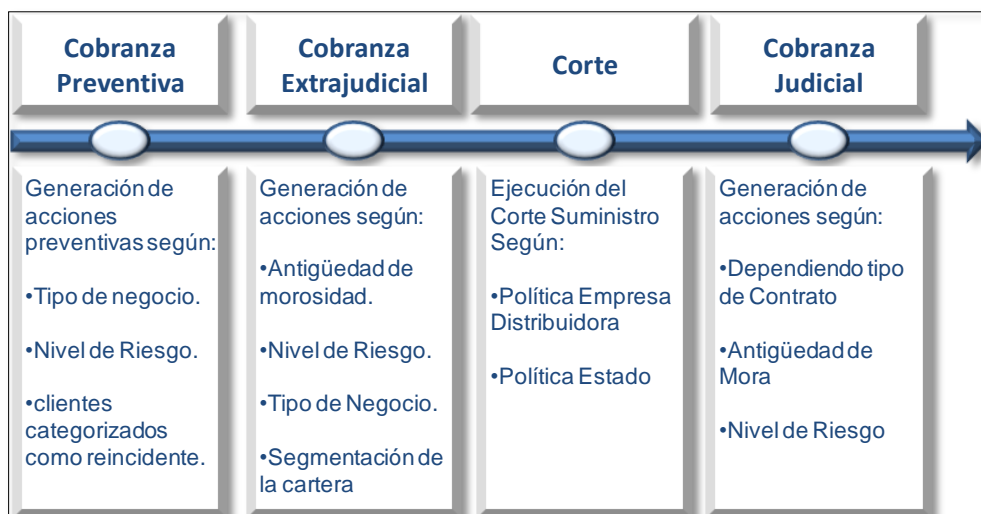 Cobranza
Preventiva
Cobranza
Extrajudicial
Corte
Cobranza
Judicial
Generación de
acciones
preventivas según:
•Tipo de negocio.
•Nivel de Riesgo.
•clientes
categorizados
como reincidente.
Generación de
acciones según:
•Antigüedad de
morosidad.
•Nivel de Riesgo.
•Tipo de Negocio.
•Segmentación de
la cartera
Ejecución del
Corte Suministro
Según:
•Política Empresa
Distribuidora
•Política Estado
Generación de
acciones según:
•Dependiendo tipo
de Contrato
•Antigüedad de
Mora
•Nivel de Riesgo